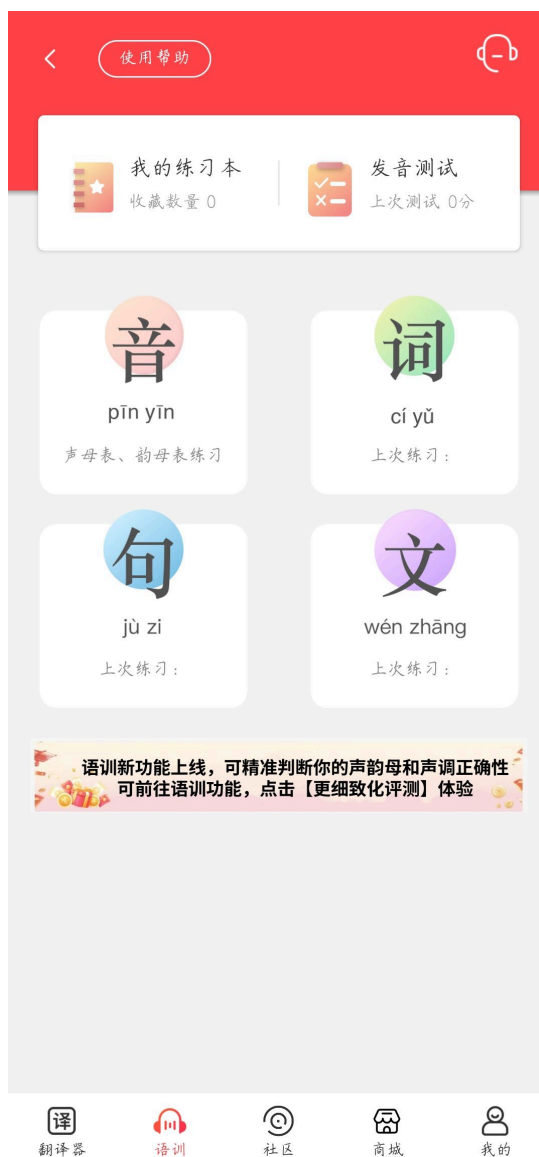 使用帮助
我的练习本
收藏数量 0
发音测试
上次测试 0分
音
pīn yīn
声母表、韵母表练习
词
cí yǔ
上次练习：
句
jù zi
上次练习：
文
wén zhāng
上次练习：
语训新功能上线，可精准判断你的声韵母和声调正确性
可前往语训功能，点击【更细致化评测】体验
译
翻译器
语训
社区
商城
我的